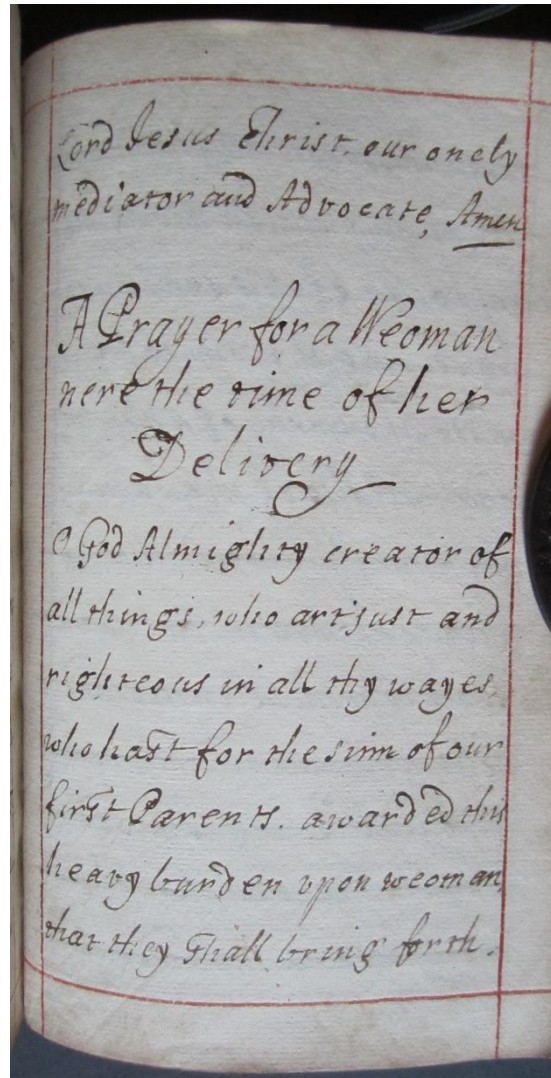 Lord Jesus Christ, our onely
mediator and Advocate, Amen
A Prayer for a Weoman
nere the time of her
Delivery
O God Almighty creator of
all things, who art just and
righteous in all thy wayes,
who hast for the sinn of our
first Parents. awarded this
heavy burden upon weoman,
that they shall bring forth.